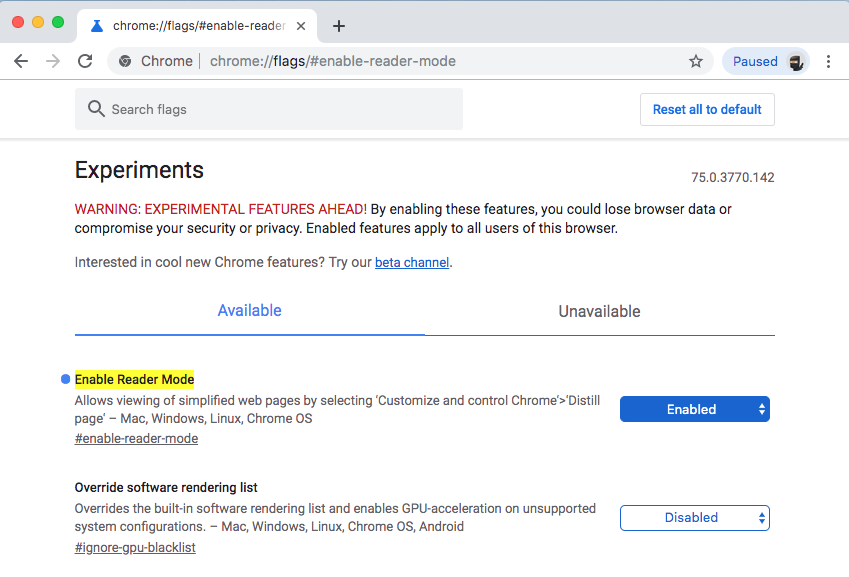 chrome://flags/#enable-reader
Chrome chrome://flags/#enable-reader-mode Paused
Search flags Reset all to default
Experiments 75.0.3770.142
WARNING: EXPERIMENTAL FEATURES AHEAD! By enabling these features, you could lose browser data or
compromise your security or privacy. Enabled features apply to all users of this browser.
Interested in cool new Chrome features? Try our beta channel.
Available Unavailable
Enable Reader Mode
Allows viewing of simplified web pages by selecting 'Customize and control Chrome'>'Distill
page' – Mac, Windows, Linux, Chrome OS
Enabled
#enable-reader-mode
Override software rendering list
Overrides the built-in software rendering list and enables GPU-acceleration on unsupported
system configurations. – Mac, Windows, Linux, Chrome OS, Android
Disabled
#ignore-gpu-blacklist